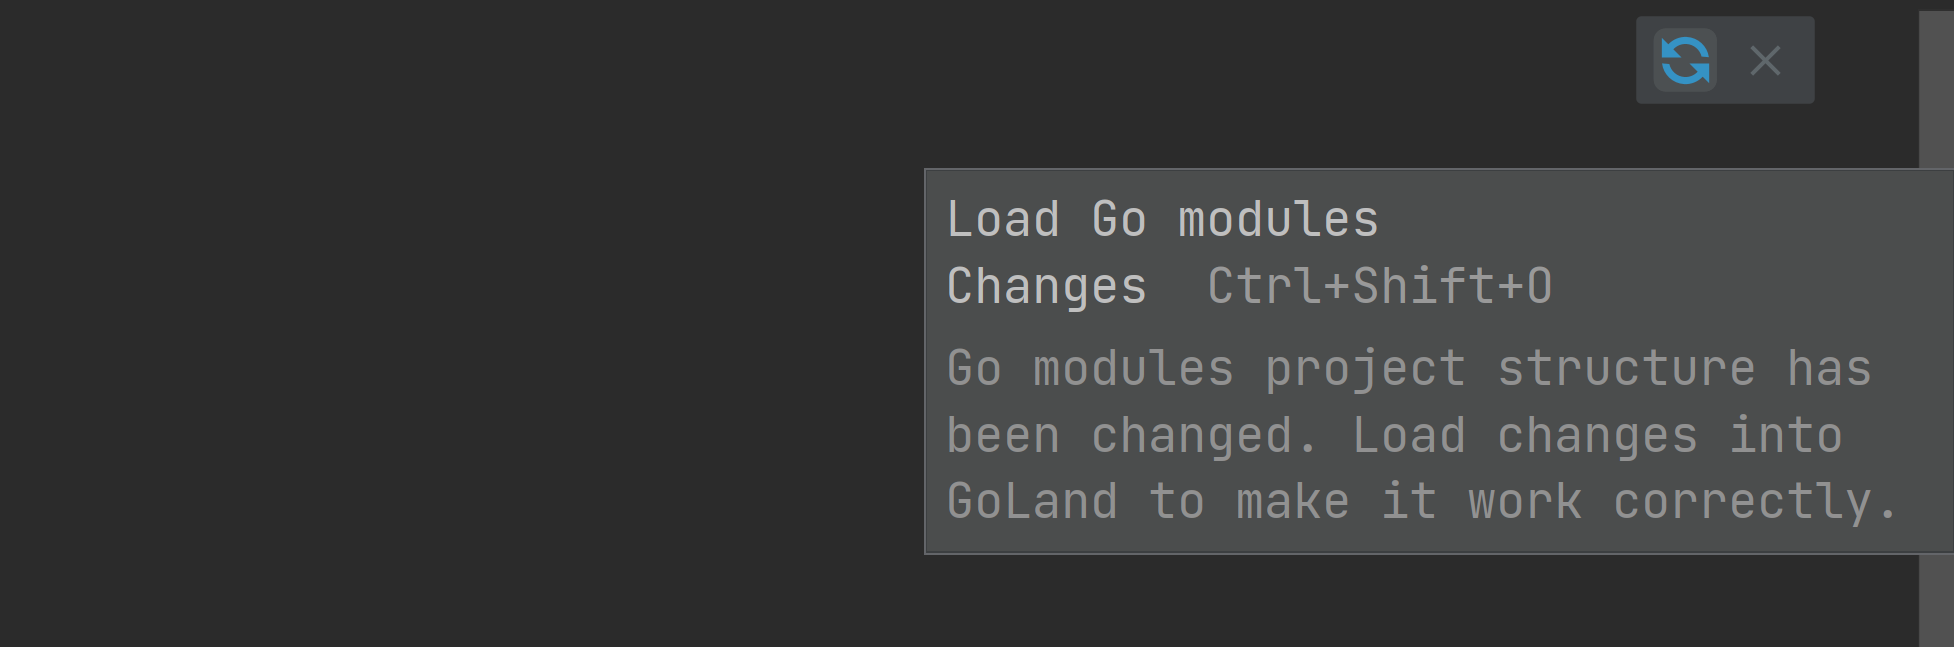 Load Go modules
Changes  Ctrl+Shift+O
Go modules project structure has
been changed. Load changes into
GoLand to make it work correctly.